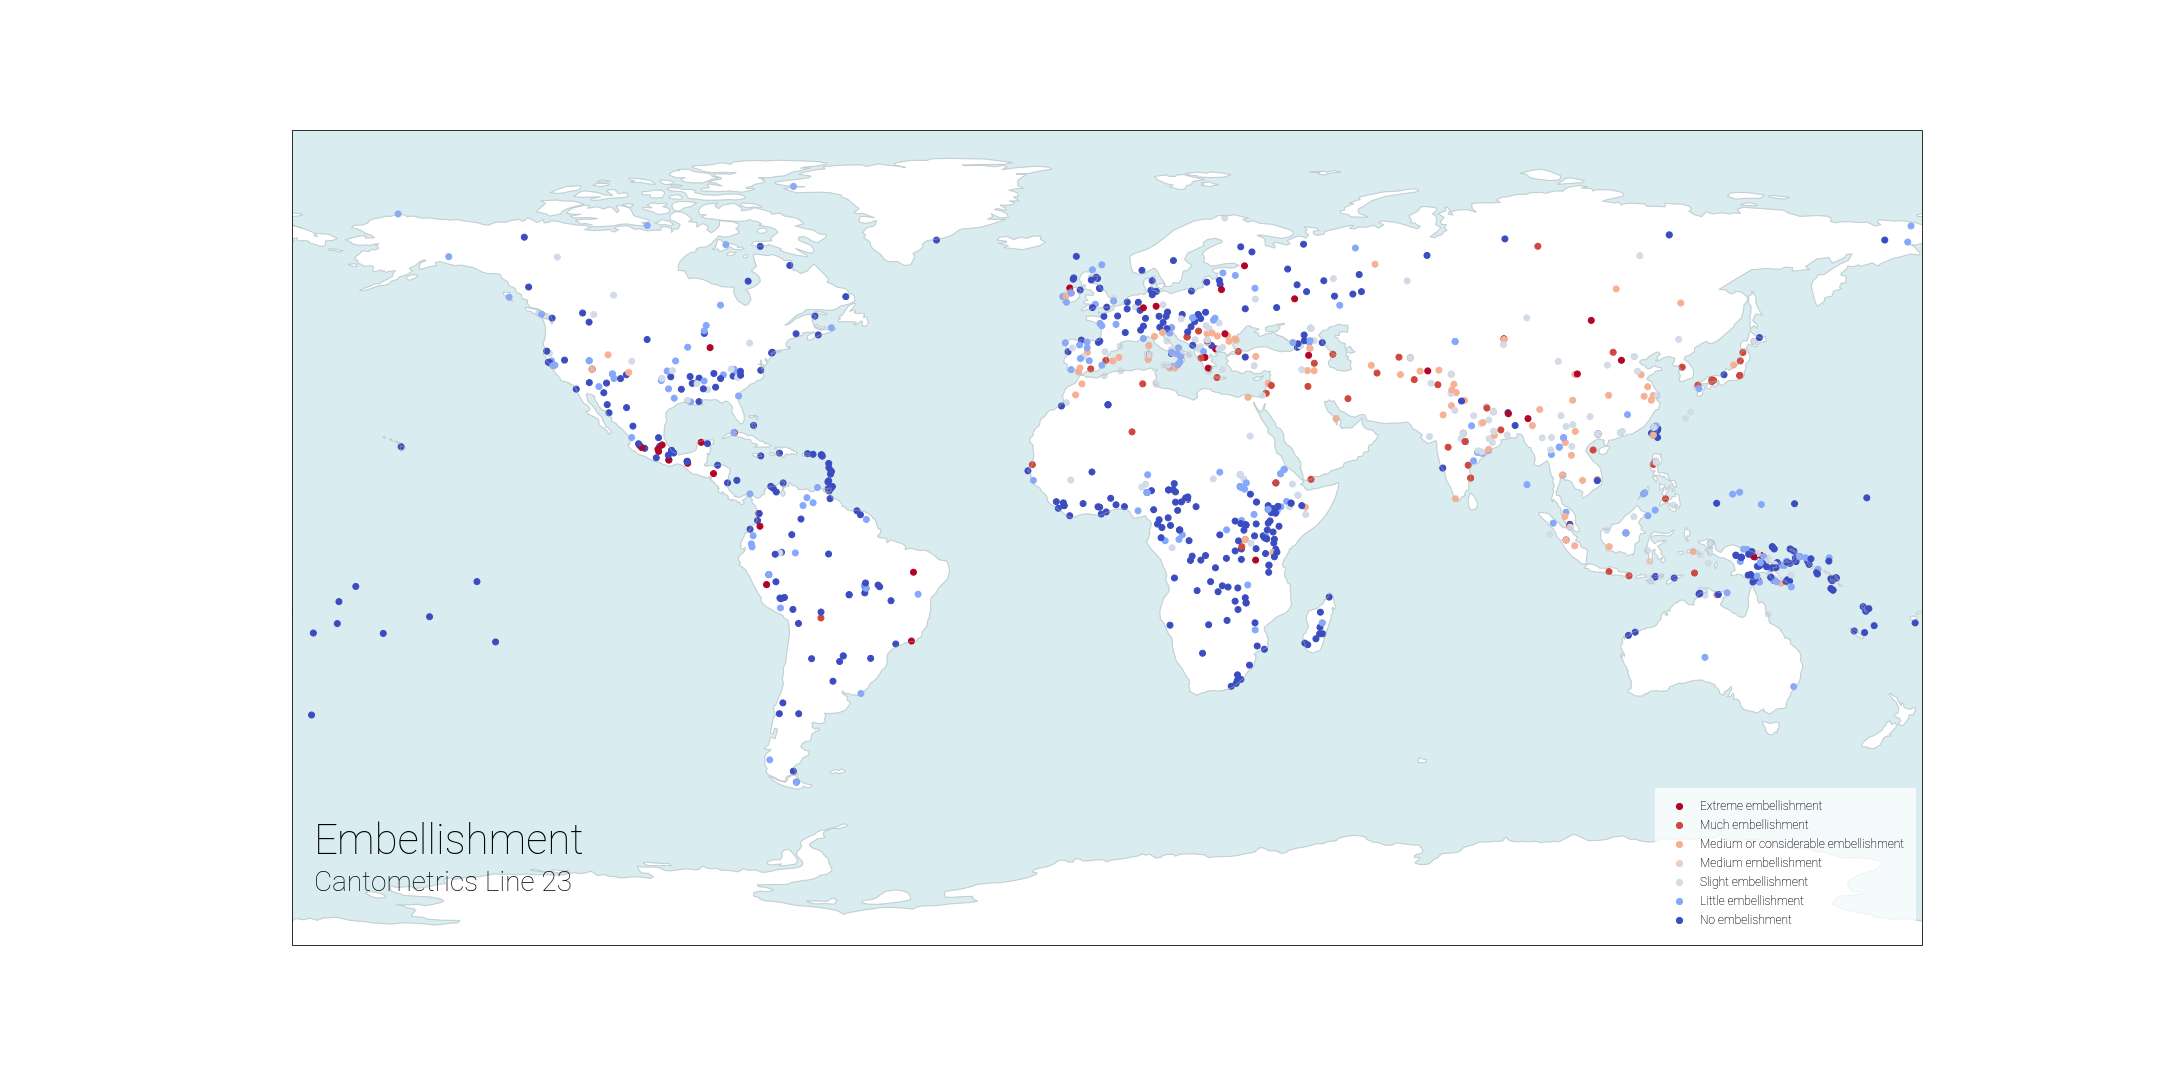 Embellishment
Cantometrics Line 23
Extreme embellishment
Much embellishment
Medium or considerable embellishment
Medium embellishment
Slight embellishment
Little embellishment
No embelishment